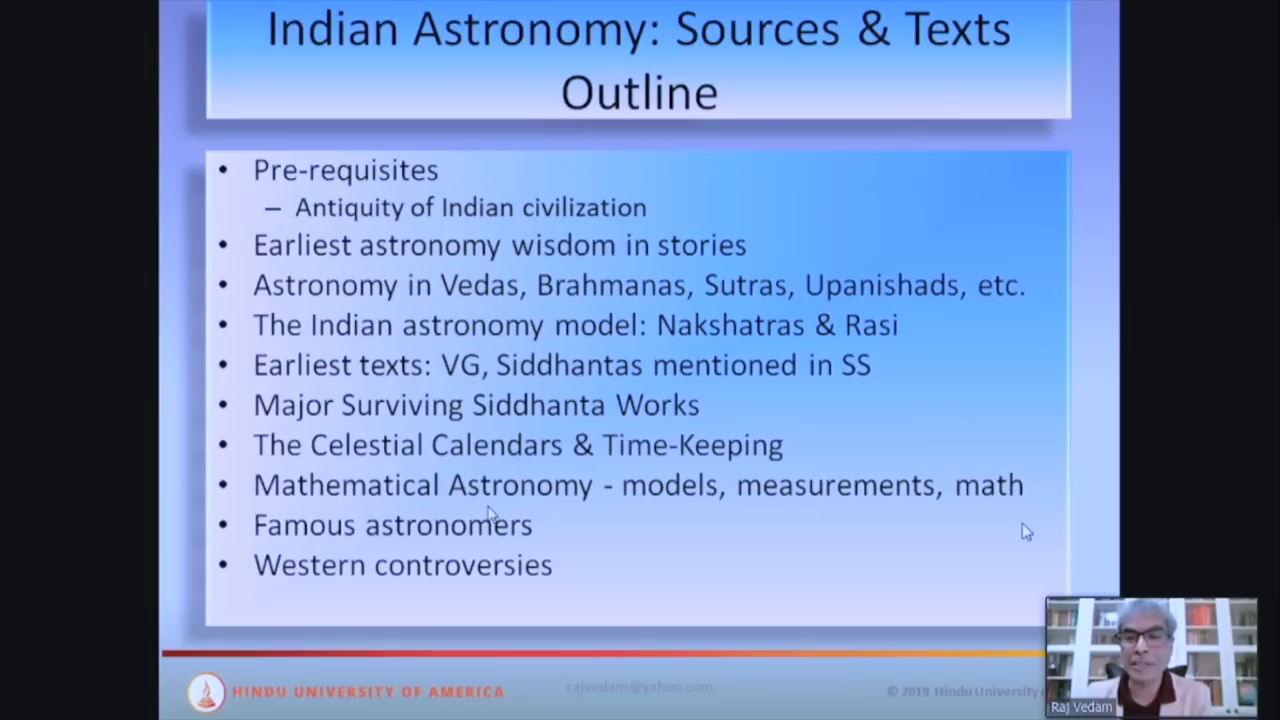 Indian Astronomy: Sources & Texts
Outline
• Pre-requisites
– Antiquity of Indian civilization
• Earliest astronomy wisdom in stories
• Astronomy in Vedas, Brahmanas, Sutras, Upanishads, etc.
• The Indian astronomy model: Nakshatras & Rasi
• Earliest texts: VG, Siddhantas mentioned in SS
• Major Surviving Siddhanta Works
• The Celestial Calendars & Time-Keeping
• Mathematical Astronomy - models, measurements, math
• Famous astronomers
• Western controversies
HINDU UNIVERSITY OF AMERICA
rajvedam@yahoo.com
© 2019 Hindu University
Raj Vedam